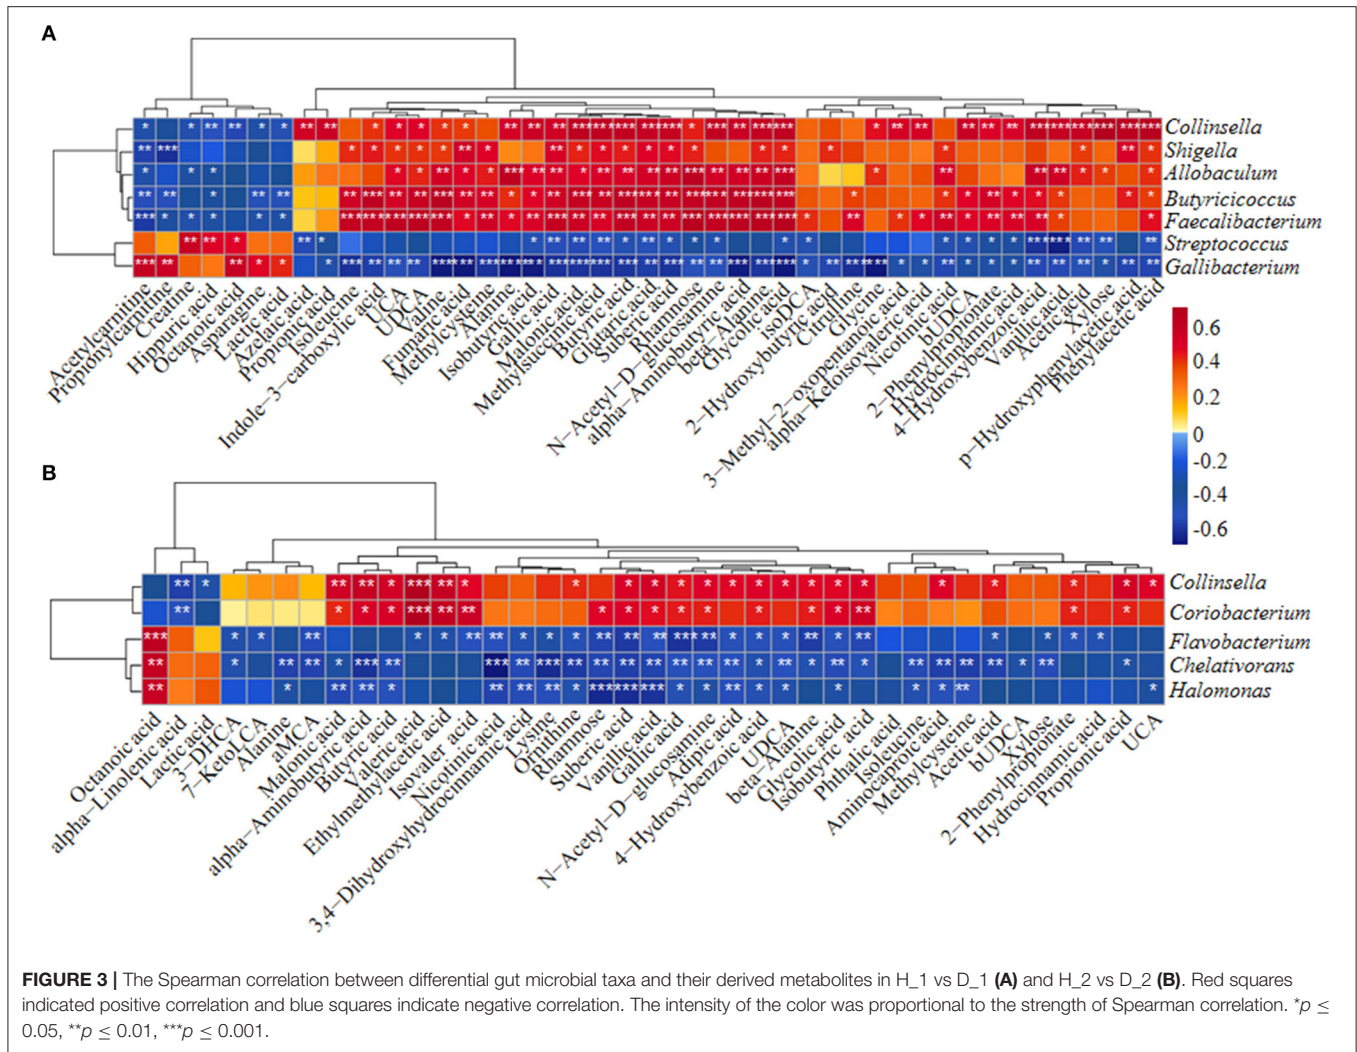 A
Collinsella
Shigella
Allobaculum
Butyricicoccus
Faecalibacterium
Streptococcus
Gallibacterium
Acetylcarnitine
Propionylcarnitine
Creatine
Hippuric acid
Octanoic acid
Asparagine
Lactic acid
Azelaic acid
Propionic acid
Isoleucine
Indole-3-carboxylic acid
UCA
UDCA
Valine
Fumaric acid
Methylcysteine
Alanine
Isobutyric acid
Gallic acid
Malonic acid
Methylsuccinic acid
Butyric acid
Glutaric acid
Suberic acid
Rhamnose
N-Acetyl-D-glucosamine
alpha-Aminobutyric acid
beta-Alanine
Glycolic acid
isoDCA
2-Hydroxybutyric acid
Citrulline
Glycine
3-Methyl-2-oxopentanoic acid
alpha-Ketoisovaleric acid
Nicotinic acid
bUDCA
2-Phenylpropionate
Hydrocinnamic acid
4-Hydroxybenzoic acid
Vanillic acid
Acetic acid
Xylose
p-Hydroxyphenylacetic acid
Phenylacetic acid
0.6
0.4
0.2
0
-0.2
-0.4
-0.6
B
Collinsella
Coriobacterium
Flavobacterium
Chelativorans
Halomonas
Octanoic acid
alpha-Linolenic acid
Lactic acid
3-DHCA
7-KetoLCA
Alanine
aMCA
Malonic acid
alpha-Aminobutyric acid
Butyric acid
Valeric acid
Ethylmethylacetic acid
Isovaler acid
Nicotinic acid
3,4-Dihydroxyhydrocinnamic acid
Lysine
Ornithine
Rhamnose
Suberic acid
Vanillic acid
Gallic acid
N-Acetyl-D-glucosamine
Adipic acid
4-Hydroxybenzoic acid
UDCA
beta-Alanine
Glycolic acid
Isobutyric acid
Phthalic acid
Isoleucine
Aminocaproic acid
Methylcysteine
Acetic acid
bUDCA
Xylose
2-Phenylpropionate
Hydrocinnamic acid
Propionic acid
UCA
FIGURE 3 | The Spearman correlation between differential gut microbial taxa and their derived metabolites in H_1 vs D_1 (A) and H_2 vs D_2 (B). Red squares
indicated positive correlation and blue squares indicate negative correlation. The intensity of the color was proportional to the strength of Spearman correlation. *p ≤
0.05, **p ≤ 0.01, ***p ≤ 0.001.